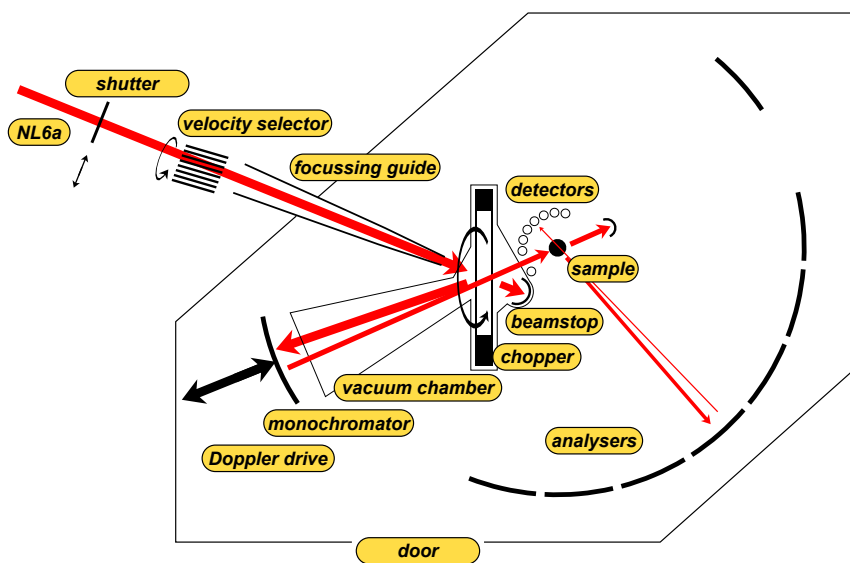 shutter
NL6a
velocity selector
focussing guide
detectors
sample
beamstop
chopper
vacuum chamber
monochromator
analysers
Doppler drive
door